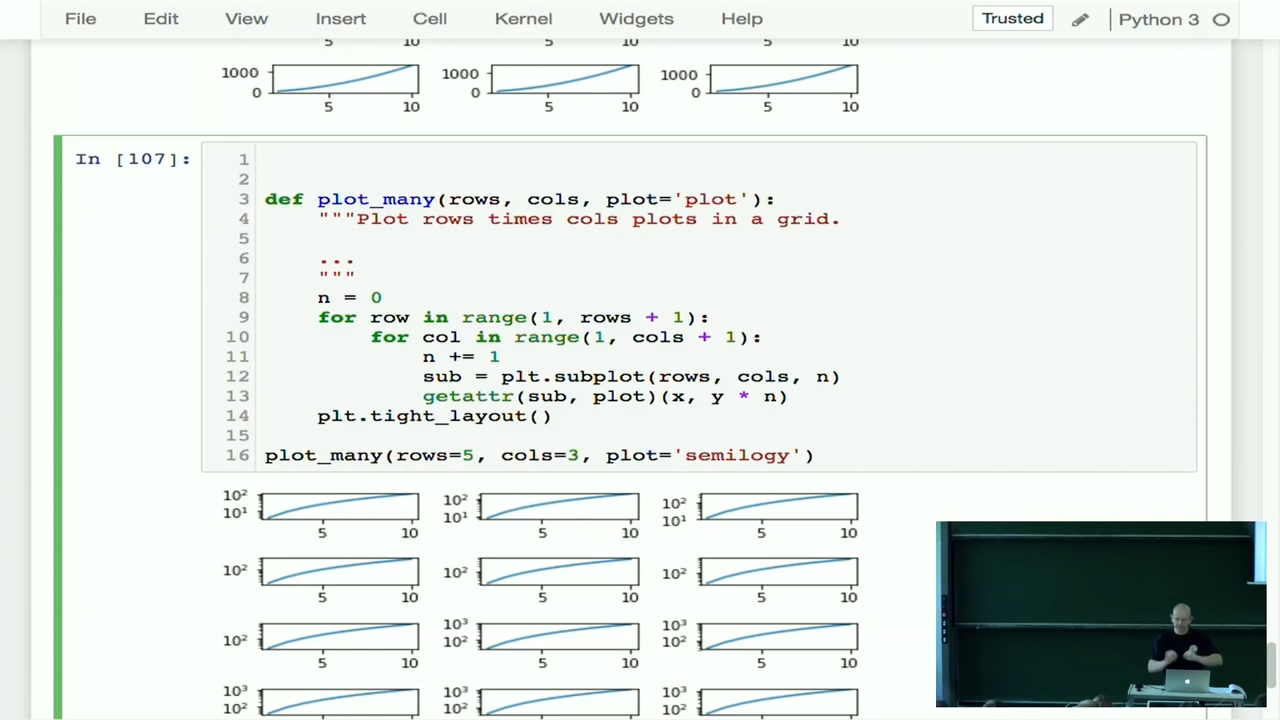 File Edit View Insert Cell Kernel Widgets Help Trusted Python 3
5 10 5 10 5 10
1000 1000 1000
0 0 0
5 10 5 10 5 10
In [107]:
1
2
3 def plot_many(rows, cols, plot='plot'):
4 """Plot rows times cols plots in a grid.
5
6 ...
7 """
8 n = 0
9 for row in range(1, rows + 1):
10 for col in range(1, cols + 1):
11 n += 1
12 sub = plt.subplot(rows, cols, n)
13 getattr(sub, plot)(x, y * n)
14 plt.tight_layout()
15
16 plot_many(rows=5, cols=3, plot='semilogy')
10² 10² 10²
10¹ 10¹ 10¹
5 10 5 10 5 10
10² 10² 10²
5 10 5 10 5 10
10³ 10³
10² 10² 10²
5 10 5 10 5 10
10³ 10³ 10³
10² 10² 10²